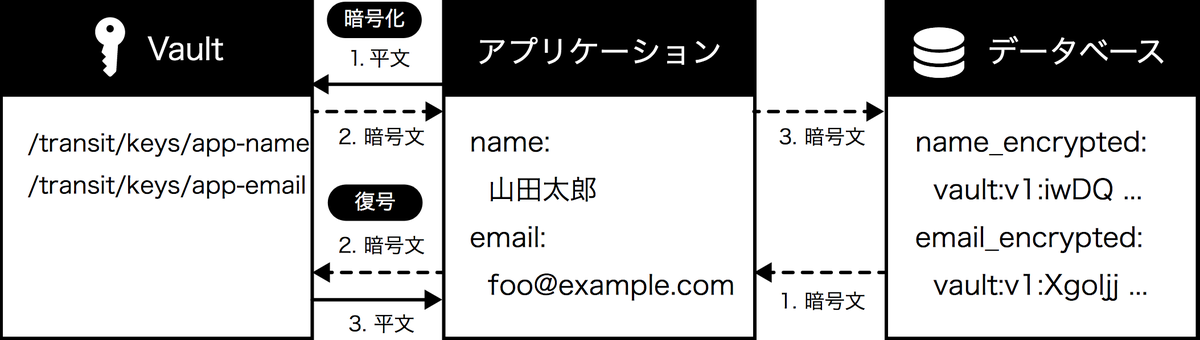 Vault
/transit/keys/app-name
/transit/keys/app-email
暗号化
1. 平文
2. 暗号文
復号
2. 暗号文
3. 平文
アプリケーション
name:
山田太郎
email:
foo@example.com
3. 暗号文
1. 暗号文
データベース
name_encrypted:
vault:v1:iwDQ ...
email_encrypted:
vault:v1:Xgoljj ...